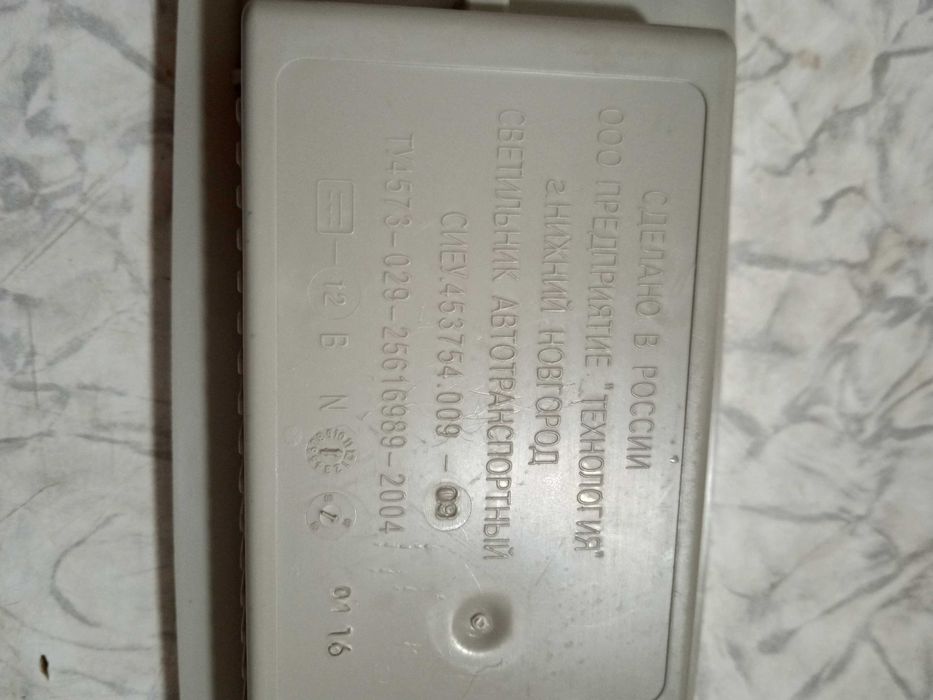 СДЕЛАНО В РОССИИ
ООО ПРЕДПРИЯТИЕ "ТЕХНОЛОГИЯ"
г.НИЖНИЙ НОВГОРОД
СВЕТИЛЬНИК АВТОТРАНСПОРТНЫЙ
СИЕУ.453754.009-09
ТУ4573-029-25616989-2004
12 В N
01 16